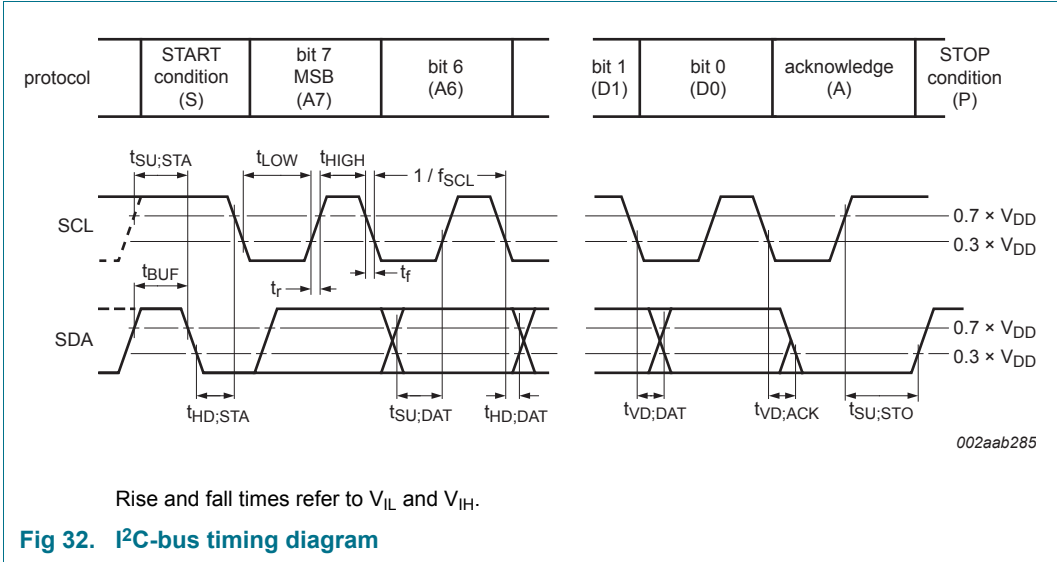 protocol
START
condition
(S)
bit 7
MSB
(A7)
bit 6
(A6)
bit 1
(D1)
bit 0
(D0)
acknowledge
(A)
STOP
condition
(P)
tSU;STA
tLOW
tHIGH
1 / fSCL
SCL
0.7 × VDD
0.3 × VDD
tBUF
tr
tf
SDA
0.7 × VDD
0.3 × VDD
tHD;STA
tSU;DAT
tHD;DAT
tVD;DAT
tVD;ACK
tSU;STO
002aab285
Rise and fall times refer to VIL and VIH.
Fig 32. I²C-bus timing diagram